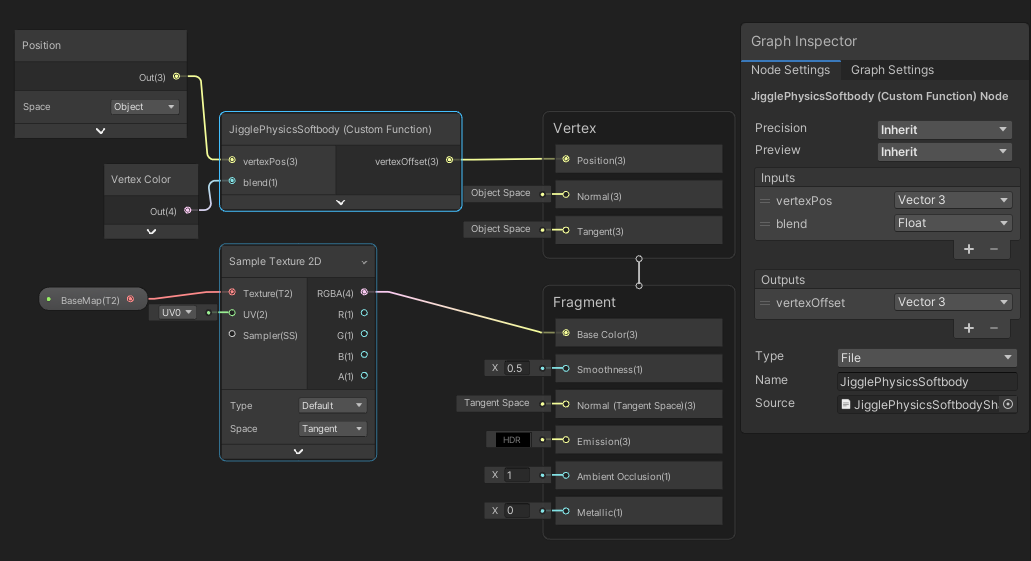 Position
Out(3)
Space
Object
Vertex Color
Out(4)
JigglePhysicsSoftbody (Custom Function)
vertexPos(3)
vertexOffset(3)
blend(1)
Sample Texture 2D
BaseMap(T2)
UV0
Texture(T2)
RGBA(4)
UV(2)
R(1)
Sampler(SS)
G(1)
B(1)
A(1)
Type
Default
Space
Tangent
Vertex
Position(3)
Object Space
Normal(3)
Object Space
Tangent(3)
Fragment
Base Color(3)
X 0.5
Smoothness(1)
Tangent Space
Normal (Tangent Space)(3)
HDR
Emission(3)
X 1
Ambient Occlusion(1)
X 0
Metallic(1)
Graph Inspector
Node Settings
Graph Settings
JigglePhysicsSoftbody (Custom Function) Node
Precision
Inherit
Preview
Inherit
Inputs
vertexPos
Vector 3
blend
Float
+ −
Outputs
vertexOffset
Vector 3
+ −
Type
File
Name
JigglePhysicsSoftbody
Source
JigglePhysicsSoftbodySh